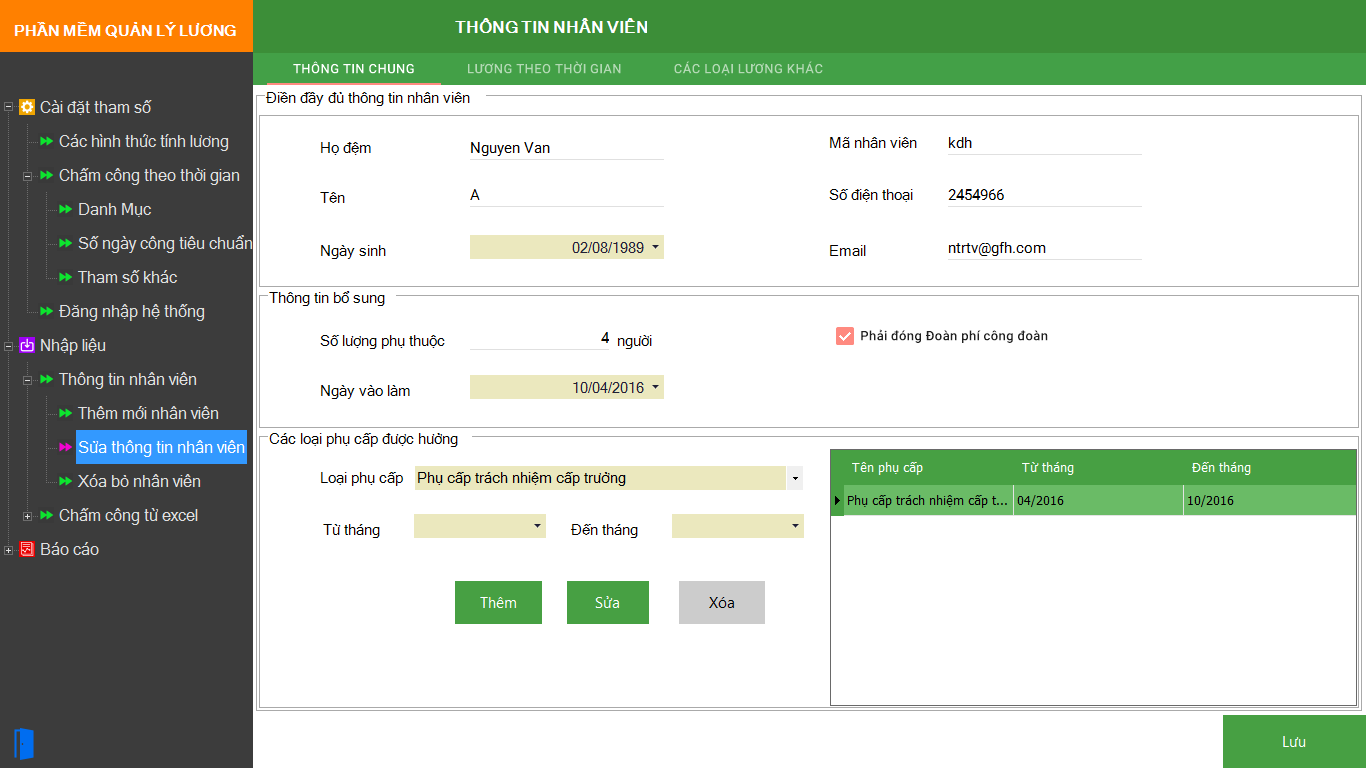 PHẦN MỀM QUẢN LÝ LƯƠNG
Cài đặt tham số
Các hình thức tính lương
Chấm công theo thời gian
Danh Mục
Số ngày công tiêu chuẩn
Tham số khác
Đăng nhập hệ thống
Nhập liệu
Thông tin nhân viên
Thêm mới nhân viên
Sửa thông tin nhân viên
Xóa bỏ nhân viên
Chấm công từ excel
Báo cáo
THÔNG TIN NHÂN VIÊN
THÔNG TIN CHUNG LƯƠNG THEO THỜI GIAN CÁC LOẠI LƯƠNG KHÁC
Điền đầy đủ thông tin nhân viên
Họ đệm Nguyen Van Mã nhân viên kdh
Tên A Số điện thoại 2454966
Ngày sinh 02/08/1989 Email ntrtv@gfh.com
Thông tin bổ sung
Số lượng phụ thuộc 4 người Phải đóng Đoàn phí công đoàn
Ngày vào làm 10/04/2016
Các loại phụ cấp được hưởng
Loại phụ cấp Phụ cấp trách nhiệm cấp trưởng
Từ tháng Đến tháng
Thêm Sửa Xóa
Tên phụ cấp Từ tháng Đến tháng
Phụ cấp trách nhiệm cấp t... 04/2016 10/2016
Lưu